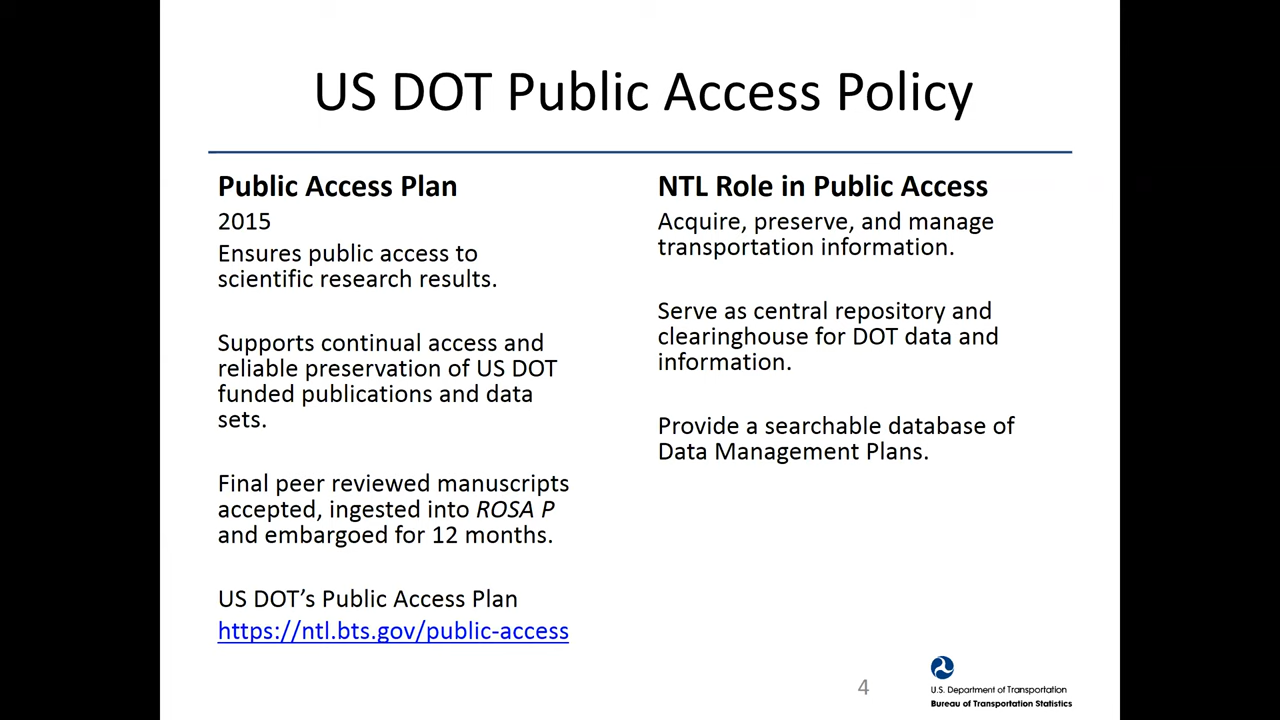 US DOT Public Access Policy
Public Access Plan
2015
Ensures public access to
scientific research results.
Supports continual access and
reliable preservation of US DOT
funded publications and data
sets.
Final peer reviewed manuscripts
accepted, ingested into ROSA P
and embargoed for 12 months.
US DOT’s Public Access Plan
https://ntl.bts.gov/public-access
NTL Role in Public Access
Acquire, preserve, and manage
transportation information.
Serve as central repository and
clearinghouse for DOT data and
information.
Provide a searchable database of
Data Management Plans.
4
U.S. Department of Transportation
Bureau of Transportation Statistics